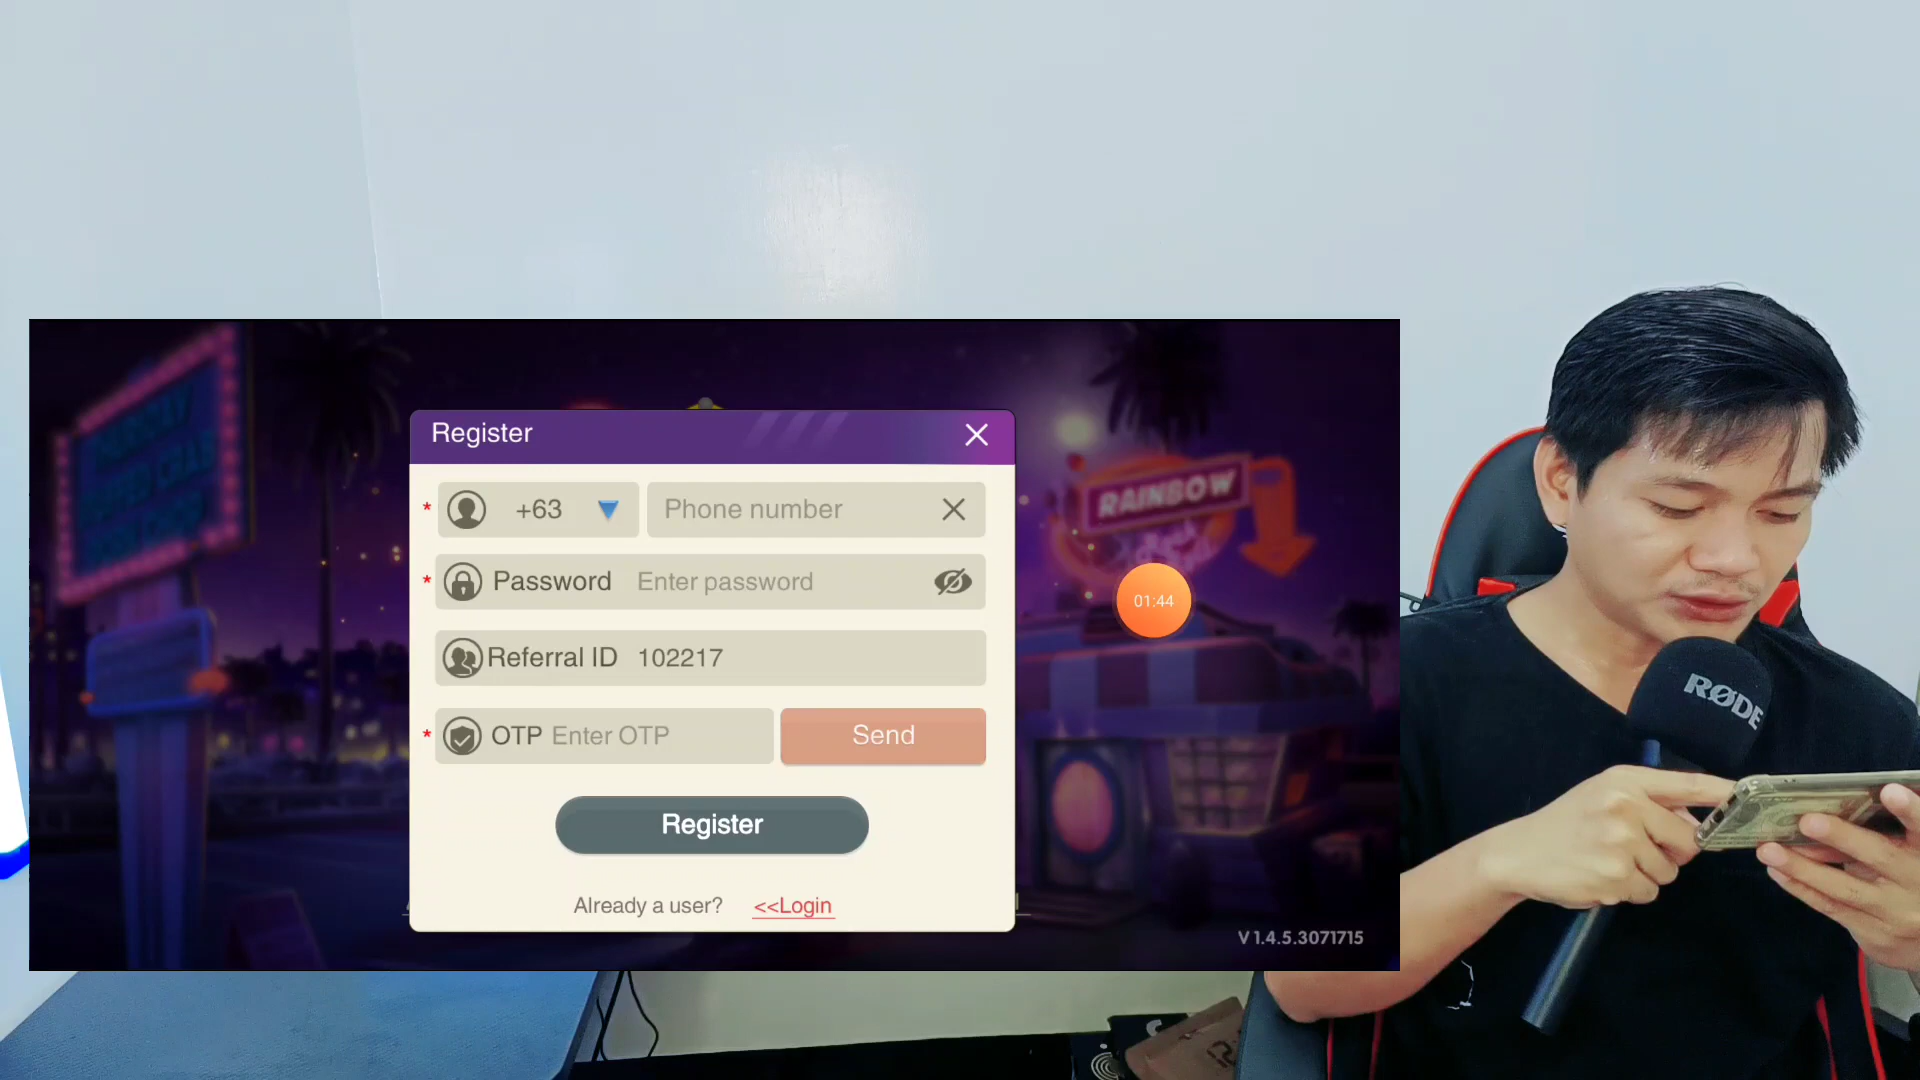 Register
* +63 Phone number
* Password Enter password
Referral ID 102217
* OTP Enter OTP Send
Register
Already a user? <<Login
RAINBOW
01:44
V 1.4.5.3071715
RØDE